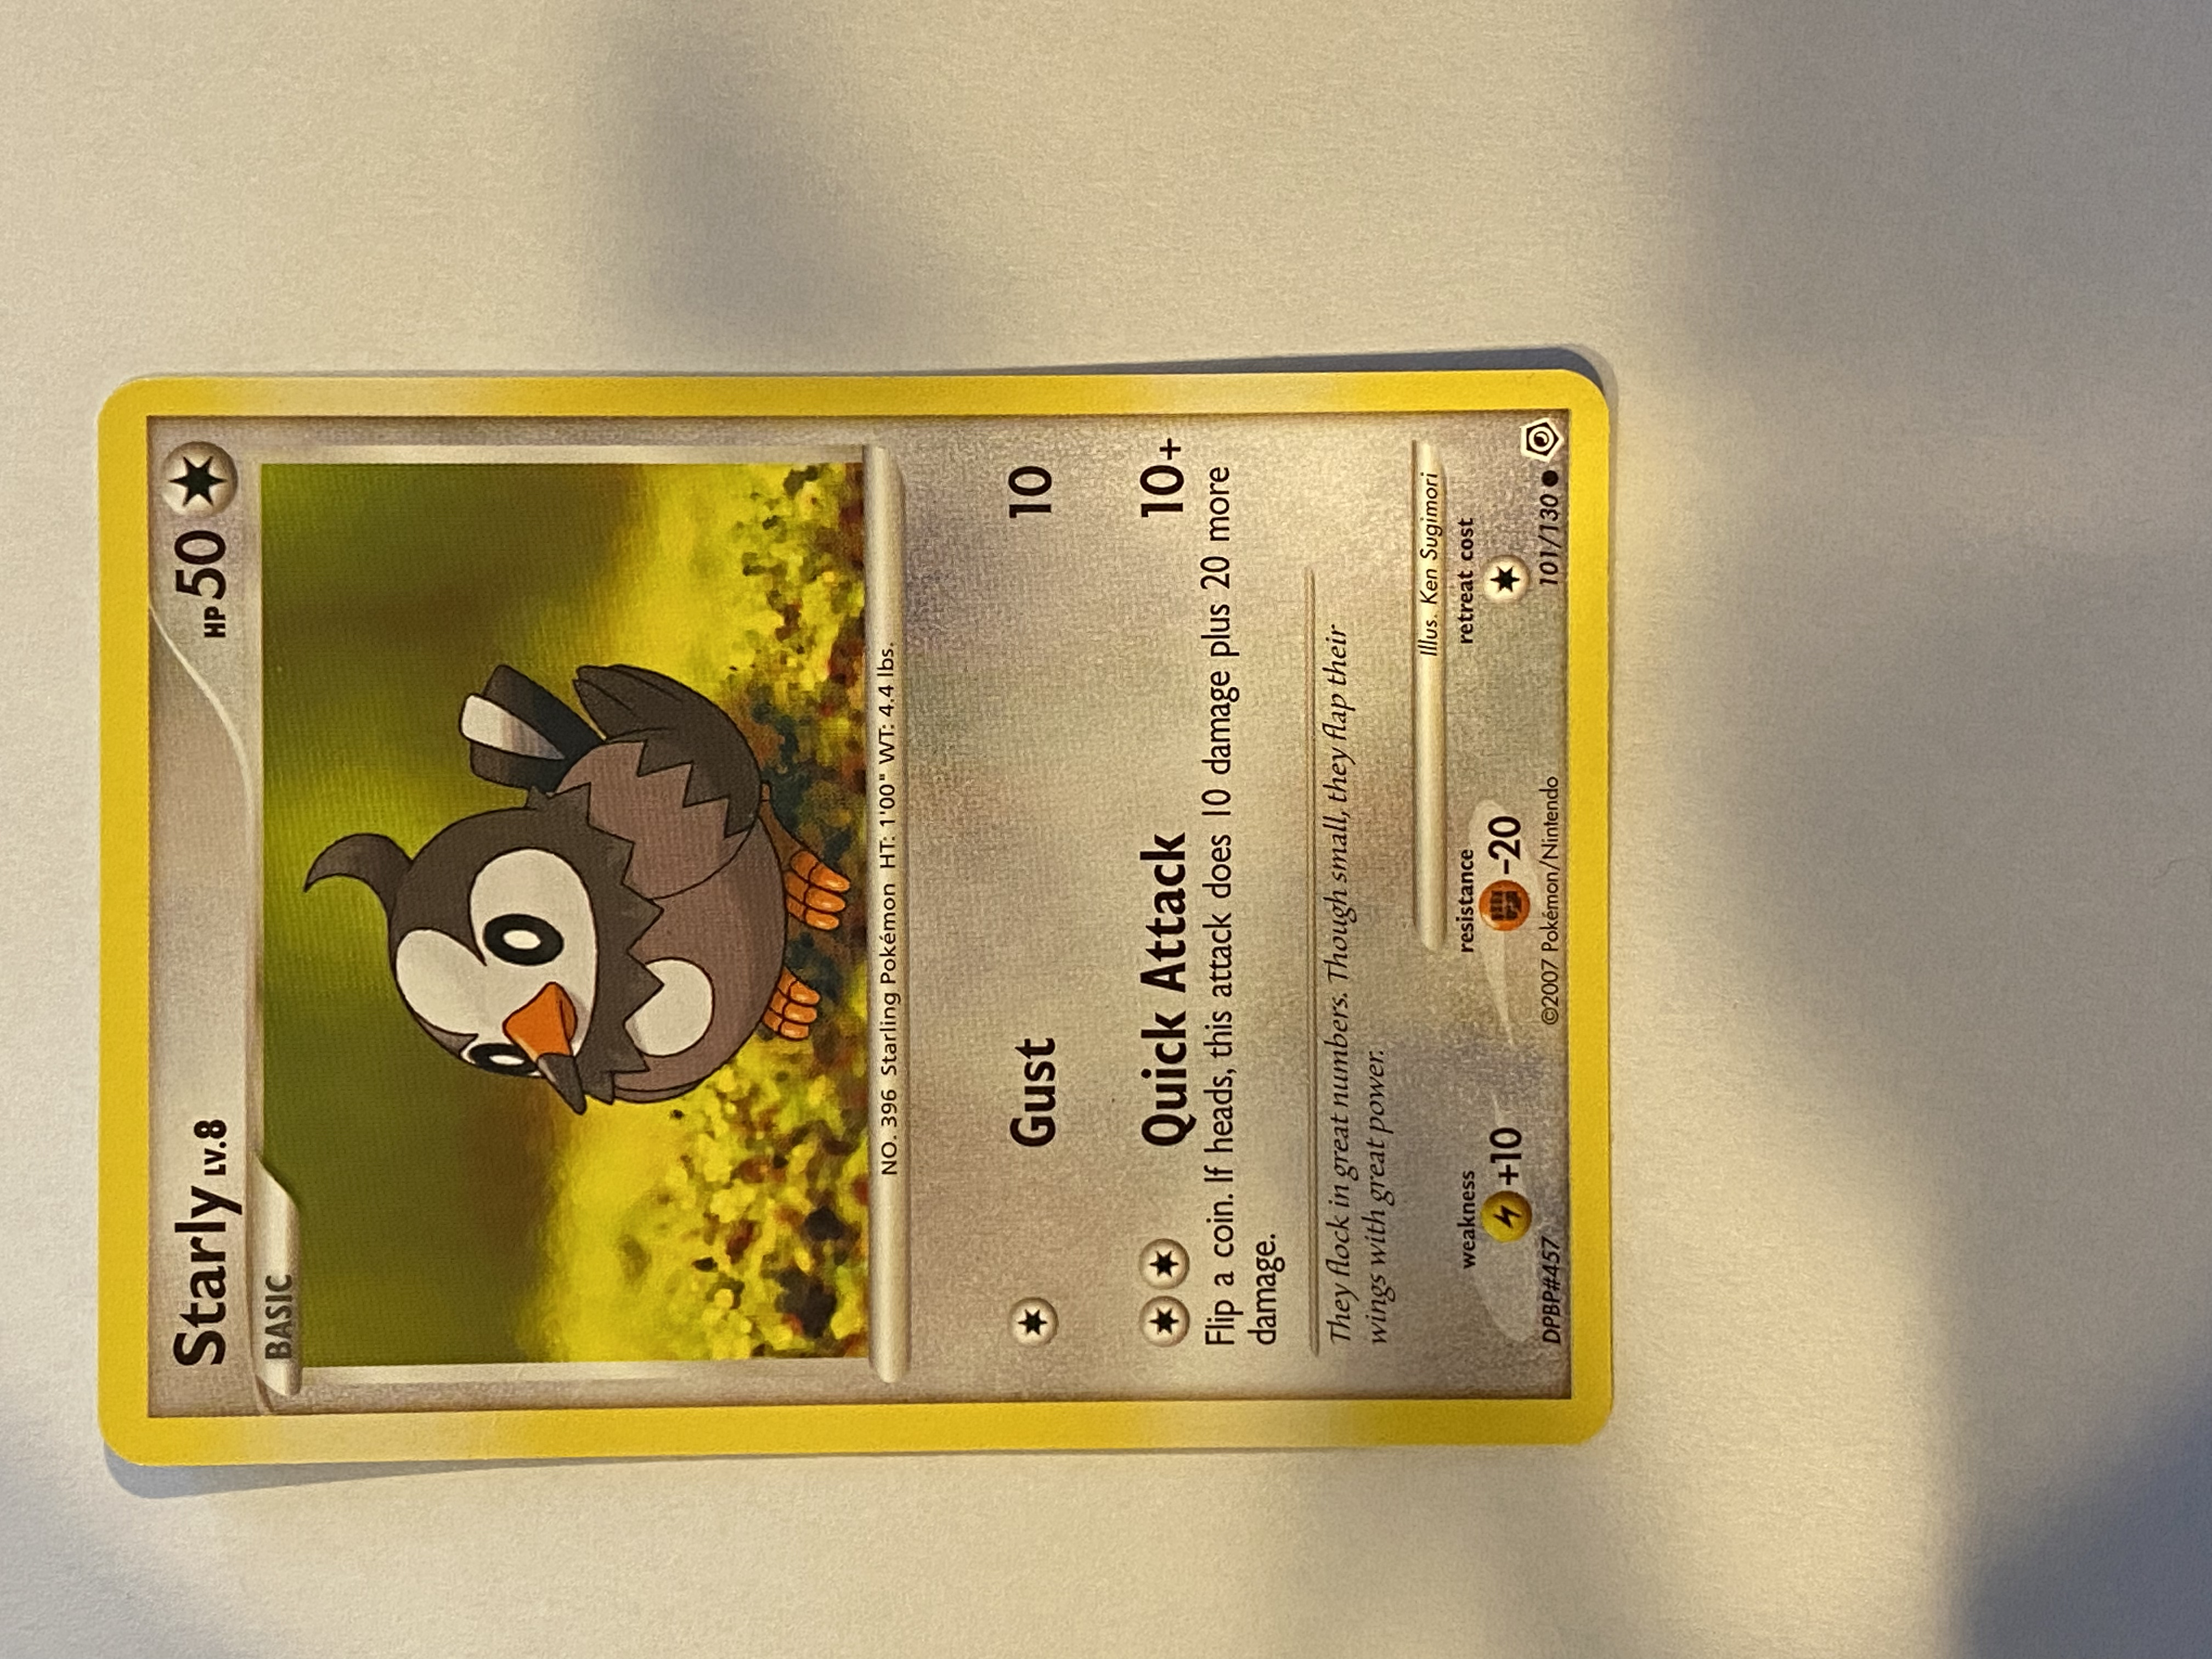 Starly LV.8 HP 50
BASIC
NO. 396 Starling Pokémon HT: 1'00" WT: 4.4 lbs.
Gust 10
Quick Attack 10+
Flip a coin. If heads, this attack does 10 damage plus 20 more
damage.
They flock in great numbers. Though small, they flap their
wings with great power.
Illus. Ken Sugimori
weakness resistance retreat cost
+10 -20
DPBP#457 ©2007 Pokémon/Nintendo 101/130